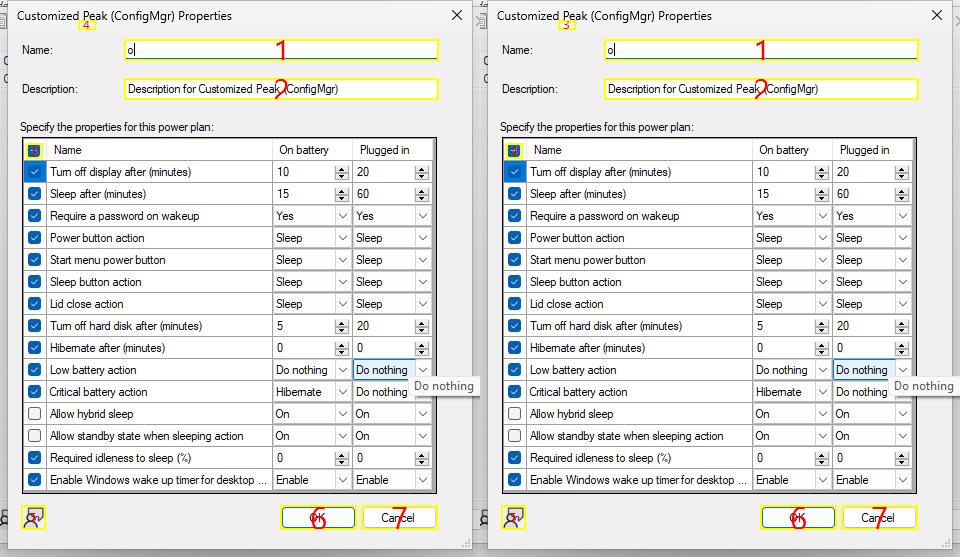 Customized Peak (ConfigMgr) Properties
4
Name: o 1
Description: Description for Customized Peak (ConfigMgr) 2
Specify the properties for this power plan:
Name On battery Plugged in
Turn off display after (minutes) 10 20
Sleep after (minutes) 15 60
Require a password on wakeup Yes Yes
Power button action Sleep Sleep
Start menu power button Sleep Sleep
Sleep button action Sleep Sleep
Lid close action Sleep Sleep
Turn off hard disk after (minutes) 5 20
Hibernate after (minutes) 0 0
Low battery action Do nothing Do nothing
Do nothing
Critical battery action Hibernate Do nothing
Allow hybrid sleep On On
Allow standby state when sleeping action On On
Required idleness to sleep (%) 0 0
Enable Windows wake up timer for desktop ... Enable Enable
OK 6 Cancel 7
Customized Peak (ConfigMgr) Properties
3
Name: o 1
Description: Description for Customized Peak (ConfigMgr) 2
Specify the properties for this power plan:
Name On battery Plugged in
Turn off display after (minutes) 10 20
Sleep after (minutes) 15 60
Require a password on wakeup Yes Yes
Power button action Sleep Sleep
Start menu power button Sleep Sleep
Sleep button action Sleep Sleep
Lid close action Sleep Sleep
Turn off hard disk after (minutes) 5 20
Hibernate after (minutes) 0 0
Low battery action Do nothing Do nothing
Do nothing
Critical battery action Hibernate Do nothing
Allow hybrid sleep On On
Allow standby state when sleeping action On On
Required idleness to sleep (%) 0 0
Enable Windows wake up timer for desktop ... Enable Enable
OK 6 Cancel 7